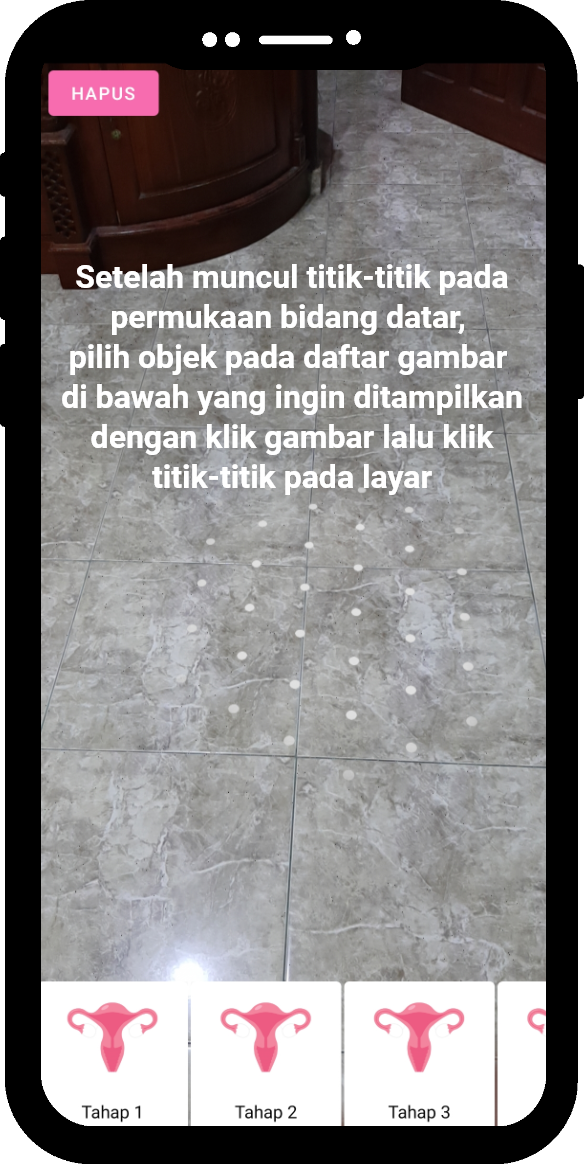 HAPUS
Setelah muncul titik-titik pada
permukaan bidang datar,
pilih objek pada daftar gambar
di bawah yang ingin ditampilkan
dengan klik gambar lalu klik
titik-titik pada layar
Tahap 1
Tahap 2
Tahap 3